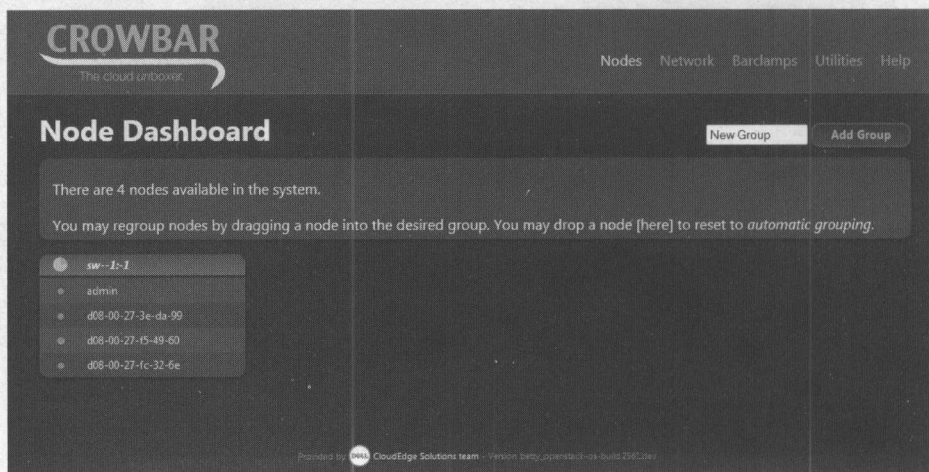 CROWBAR
The cloud unboxer.
Nodes Network Barclamps Utilities Help
Node Dashboard
New Group Add Group
There are 4 nodes available in the system.
You may regroup nodes by dragging a node into the desired group. You may drop a node [here] to reset to automatic grouping.
sw--1:-1
admin
d08-00-27-3e-da-99
d08-00-27-f5-49-60
d08-00-27-fc-32-6e
Provided by DELL CloudEdge Solutions team - Version